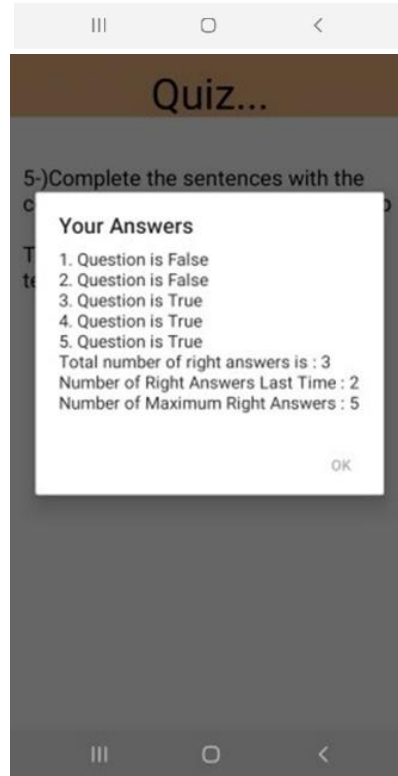 Quiz...
5-)Complete the sentences with the
Your Answers
1. Question is False
2. Question is False
3. Question is True
4. Question is True
5. Question is True
Total number of right answers is : 3
Number of Right Answers Last Time : 2
Number of Maximum Right Answers : 5
OK